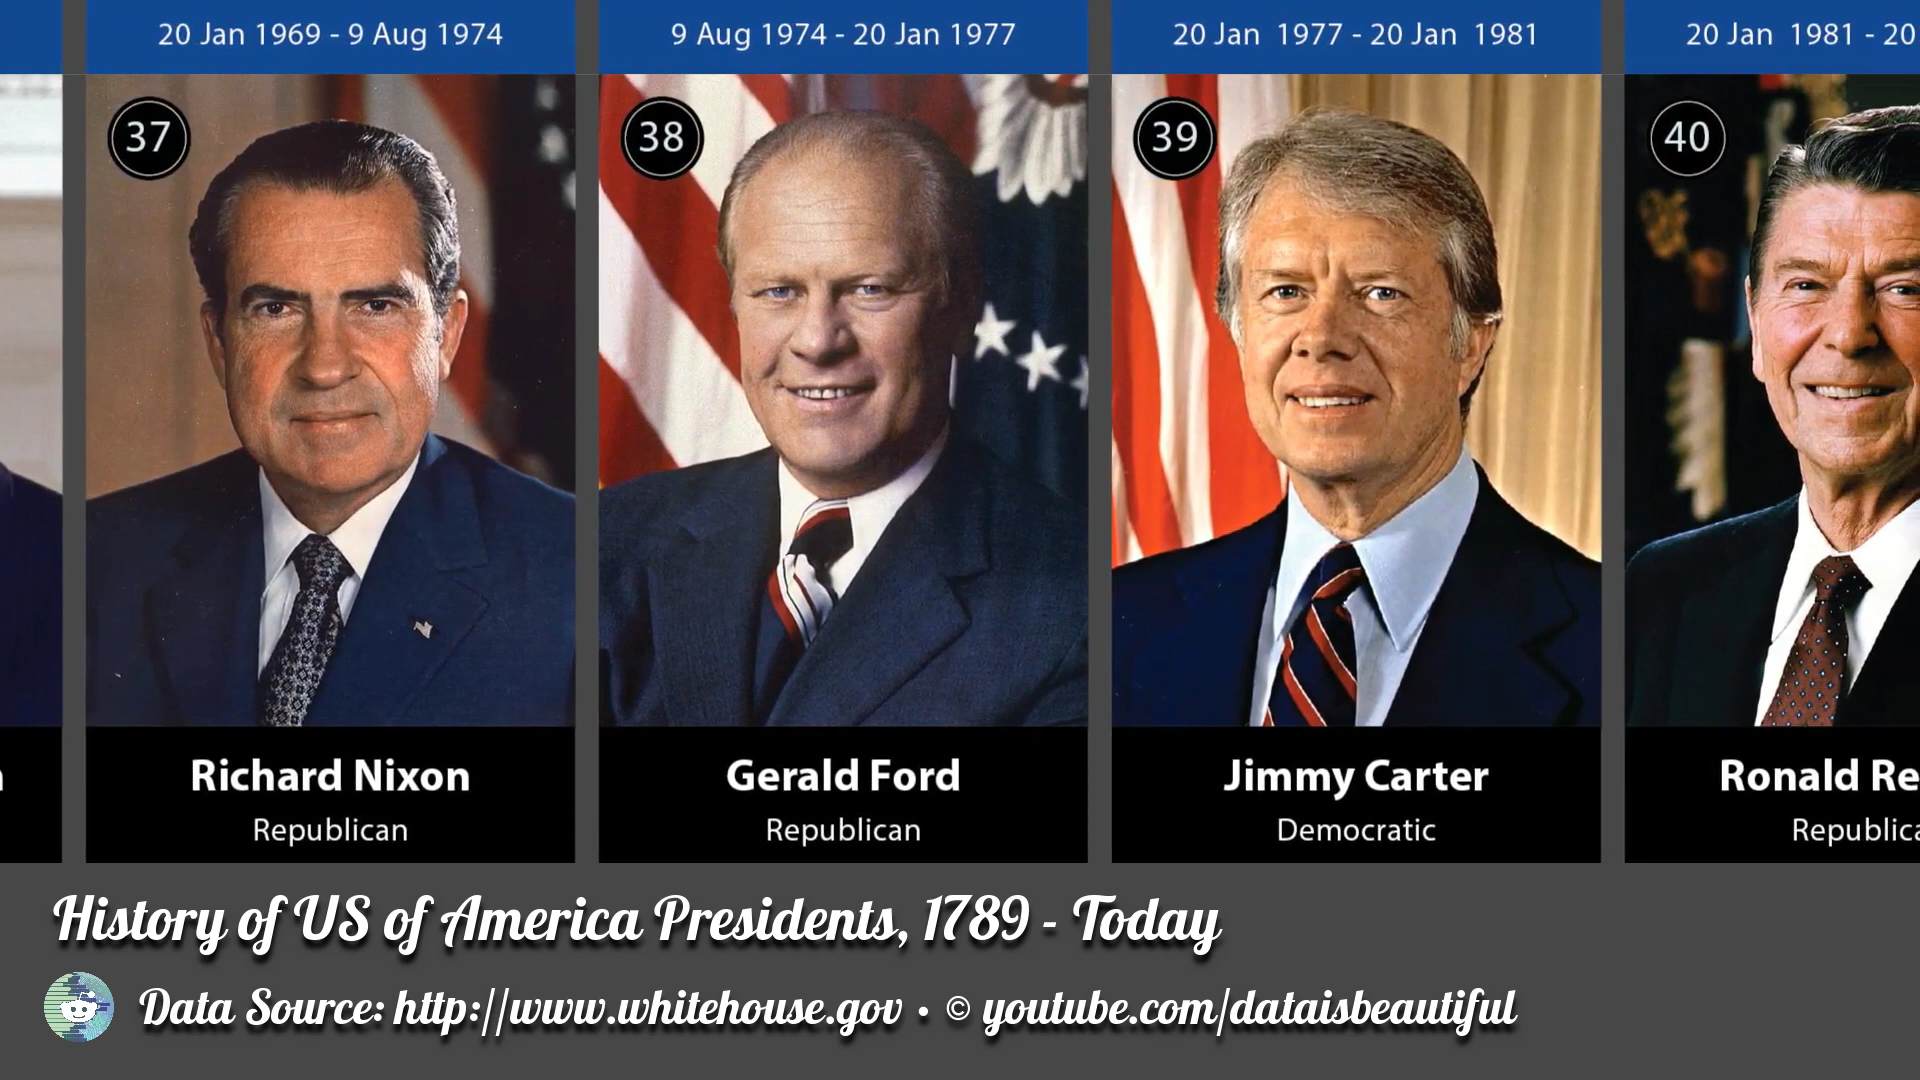 20 Jan 1969 - 9 Aug 1974
9 Aug 1974 - 20 Jan 1977
20 Jan 1977 - 20 Jan 1981
20 Jan 1981 - 20
37
38
39
40
Richard Nixon
Republican
Gerald Ford
Republican
Jimmy Carter
Democratic
Ronald
History of US of America Presidents, 1789 - Today
Data Source: http://www.whitehouse.gov • © youtube.com/dataisbeautiful